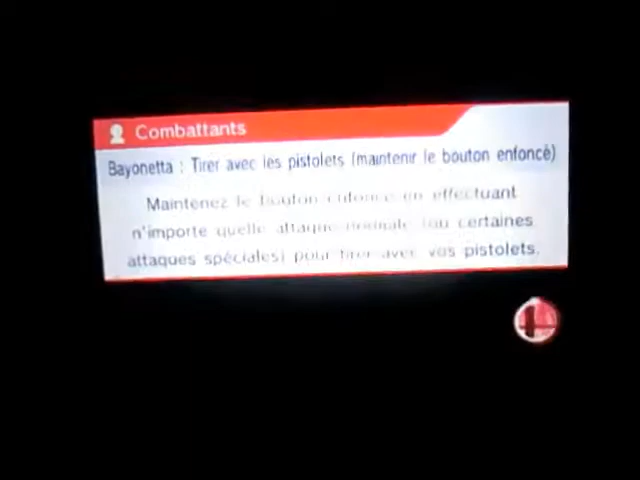 Combattants
Bayonetta : Tirer avec les pistolets (maintenir le bouton enfoncé)
Maintenez le bouton enfoncé en effectuant
n'importe quelle attaque normale (ou certaines
attaques spéciales) pour tirer avec vos pistolets.